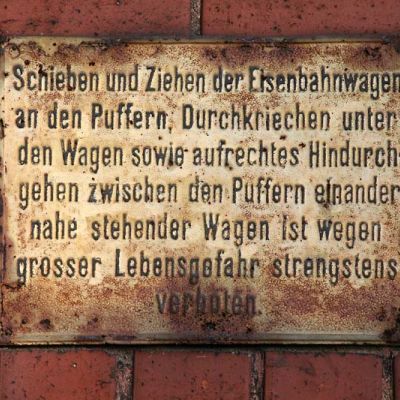 Schieben und Ziehen der Eisenbahnwagen
an den Puffern, Durchkriechen unter
den Wagen sowie aufrechtes Hindurch-
gehen zwischen den Puffern einander
nahe stehender Wagen ist wegen
grosser Lebensgefahr strengstens
verboten.